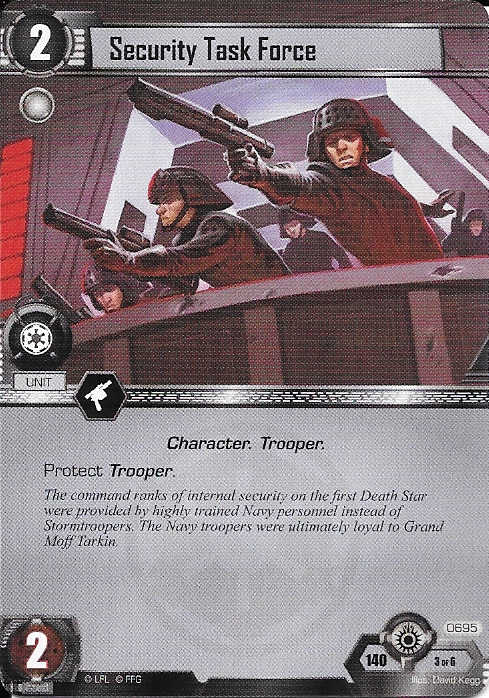 2
Security Task Force
UNIT
Character. Trooper.
Protect Trooper.
The command ranks of internal security on the first Death Star
were provided by highly trained Navy personnel instead of
Stormtroopers. The Navy troopers were ultimately loyal to Grand
Moff Tarkin.
2
© LFL © FFG
0695
140
3 OF 6
Illus. David Kegg